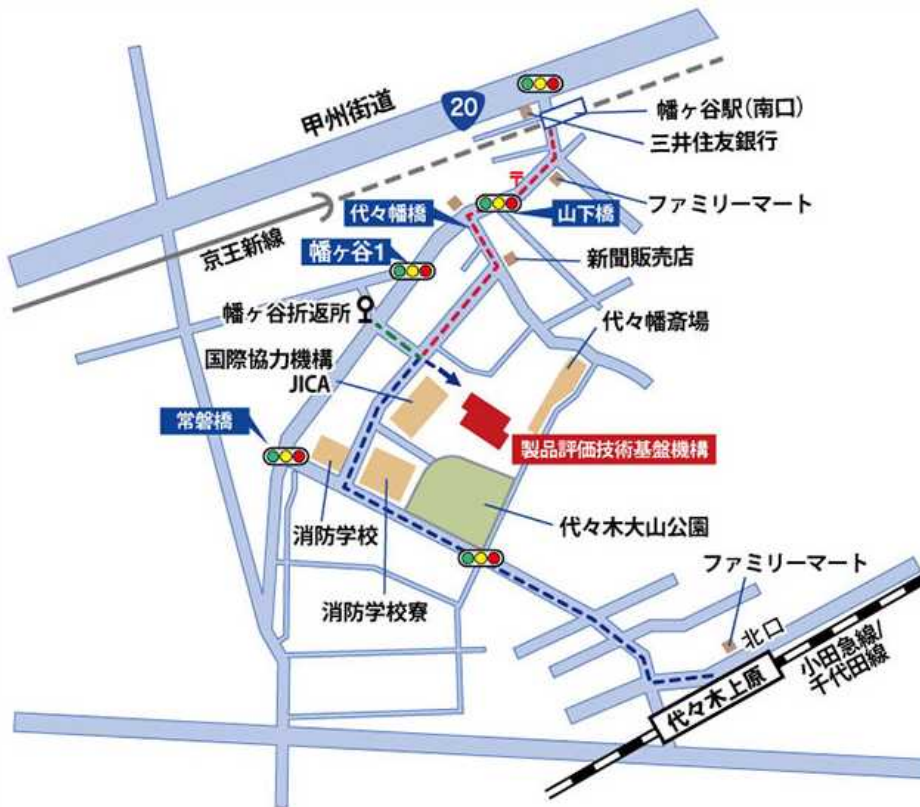 甲州街道
20
幡ヶ谷駅(南口)
三井住友銀行
〒
ファミリーマート
代々幡橋
山下橋
京王新線
幡ヶ谷1
新聞販売店
幡ヶ谷折返所
代々幡斎場
国際協力機構
JICA
常磐橋
製品評価技術基盤機構
消防学校
代々木大山公園
消防学校寮
ファミリーマート
北口
小田急線/
千代田線
代々木上原